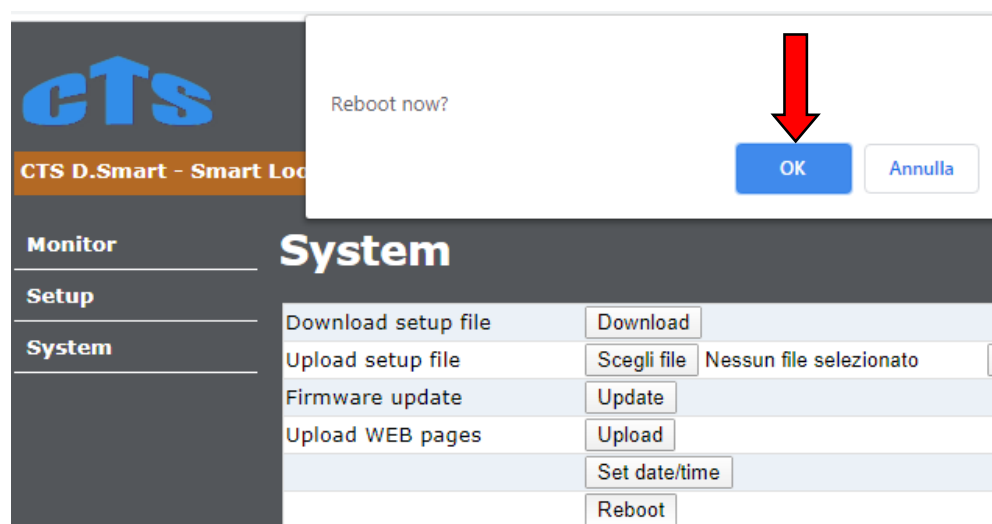 CTS
Reboot now?
OK Annulla
CTS D.Smart - Smart Loc
Monitor
Setup
System
System
Download setup file Download
Upload setup file Scegli file Nessun file selezionato
Firmware update Update
Upload WEB pages Upload
Set date/time
Reboot